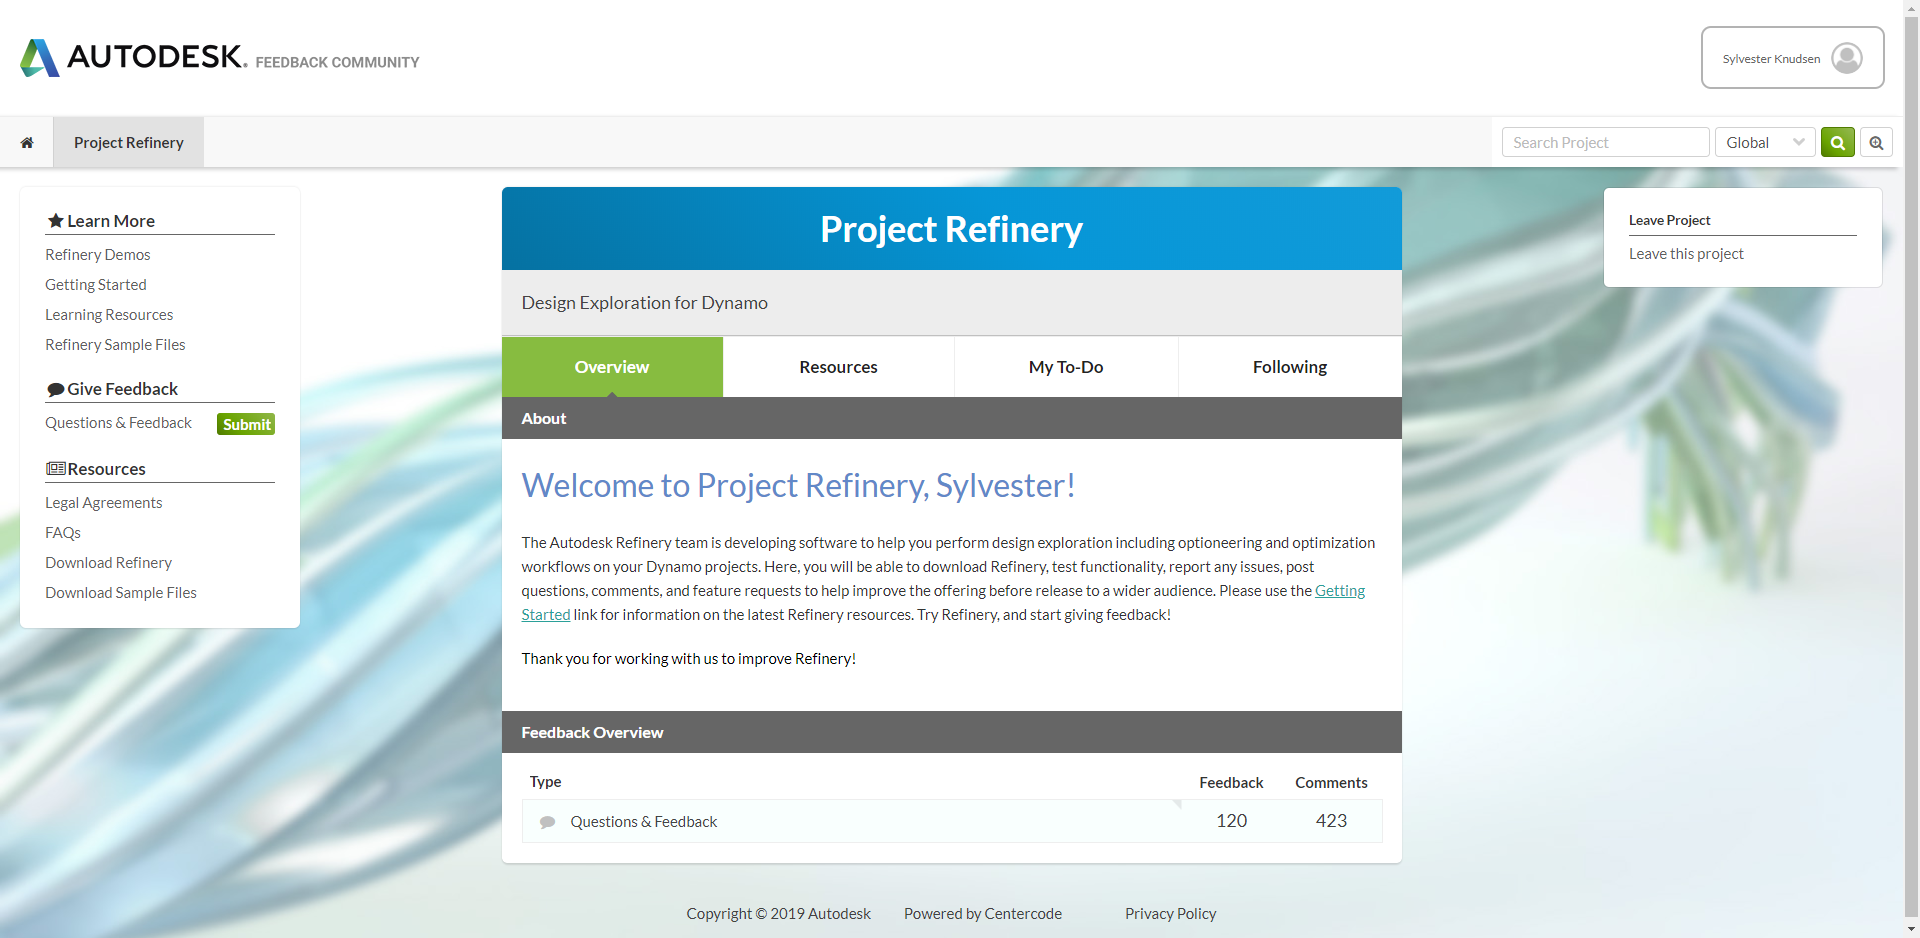 AUTODESK. FEEDBACK COMMUNITY
Sylvester Knudsen
Project Refinery
Search Project
Global
Learn More
Refinery Demos
Getting Started
Learning Resources
Refinery Sample Files
Give Feedback
Questions & Feedback Submit
Resources
Legal Agreements
FAQs
Download Refinery
Download Sample Files
Project Refinery
Design Exploration for Dynamo
Overview Resources My To-Do Following
About
Welcome to Project Refinery, Sylvester!
The Autodesk Refinery team is developing software to help you perform design exploration including optioneering and optimization
workflows on your Dynamo projects. Here, you will be able to download Refinery, test functionality, report any issues, post
questions, comments, and feature requests to help improve the offering before release to a wider audience. Please use the Getting
Started link for information on the latest Refinery resources. Try Refinery, and start giving feedback!
Thank you for working with us to improve Refinery!
Feedback Overview
Type Feedback Comments
Questions & Feedback 120 423
Leave Project
Leave this project
Copyright © 2019 Autodesk Powered by Centercode Privacy Policy